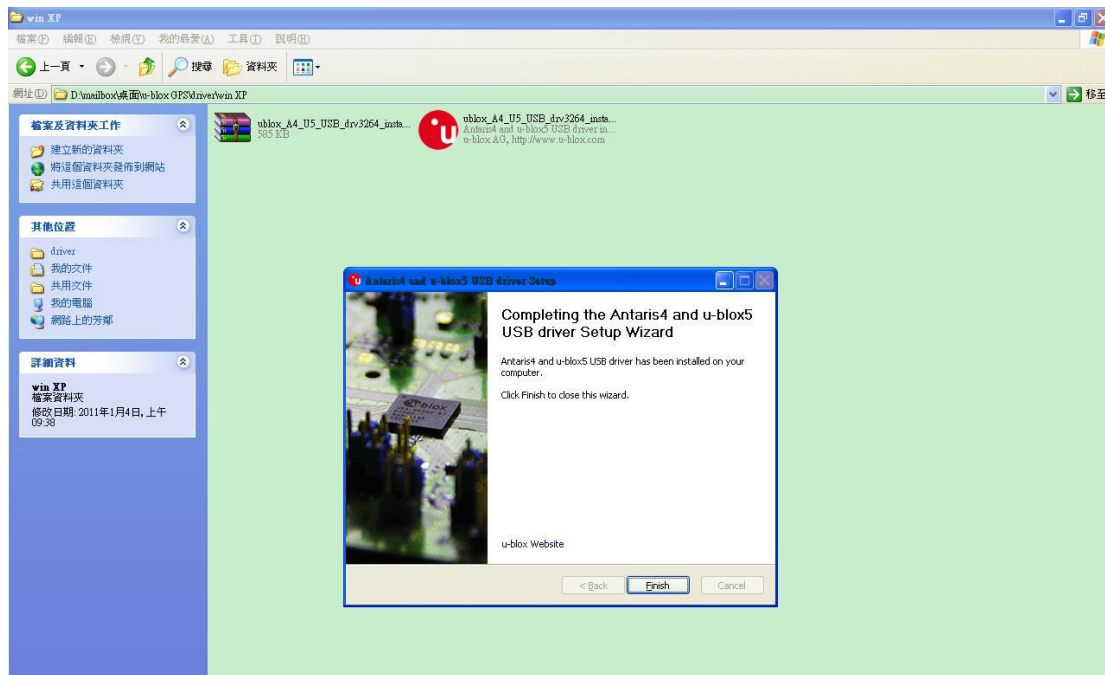 win XP
檔案(F) 編輯(E) 檢視(V) 我的最愛(A) 工具(T) 說明(H)
上一頁 搜尋 資料夾
網址(D) D:\mailbox\桌面\u-blox GPS\driver\win XP 移至
檔案及資料夾工作
建立新的資料夾
將這個資料夾發佈到網站
共用這個資料夾
其他位置
driver
我的文件
共用文件
我的電腦
網路上的芳鄰
詳細資料
win XP
檔案資料夾
修改日期: 2011年1月4日, 上午
09:38
ublox_A4_U5_USB_drv3264_insta...
585 KB
ublox_A4_U5_USB_drv3264_insta...
Antaris4 and u-blox5 USB driver in...
u-blox AG, http://www.u-blox.com
Antaris4 and u-blox5 USB driver Setup
Completing the Antaris4 and u-blox5
USB driver Setup Wizard
Antaris4 and u-blox5 USB driver has been installed on your
computer.
Click Finish to close this wizard.
u-blox Website
< Back Finish Cancel
ublox